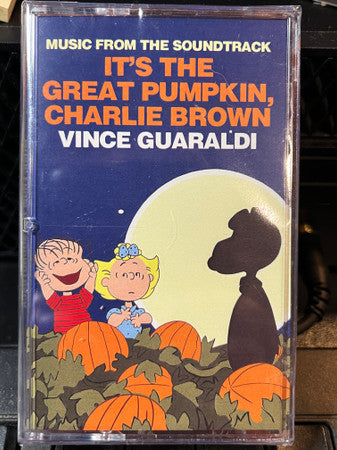 MUSIC FROM THE SOUNDTRACK
IT'S THE
GREAT PUMPKIN,
CHARLIE BROWN
VINCE GUARALDI